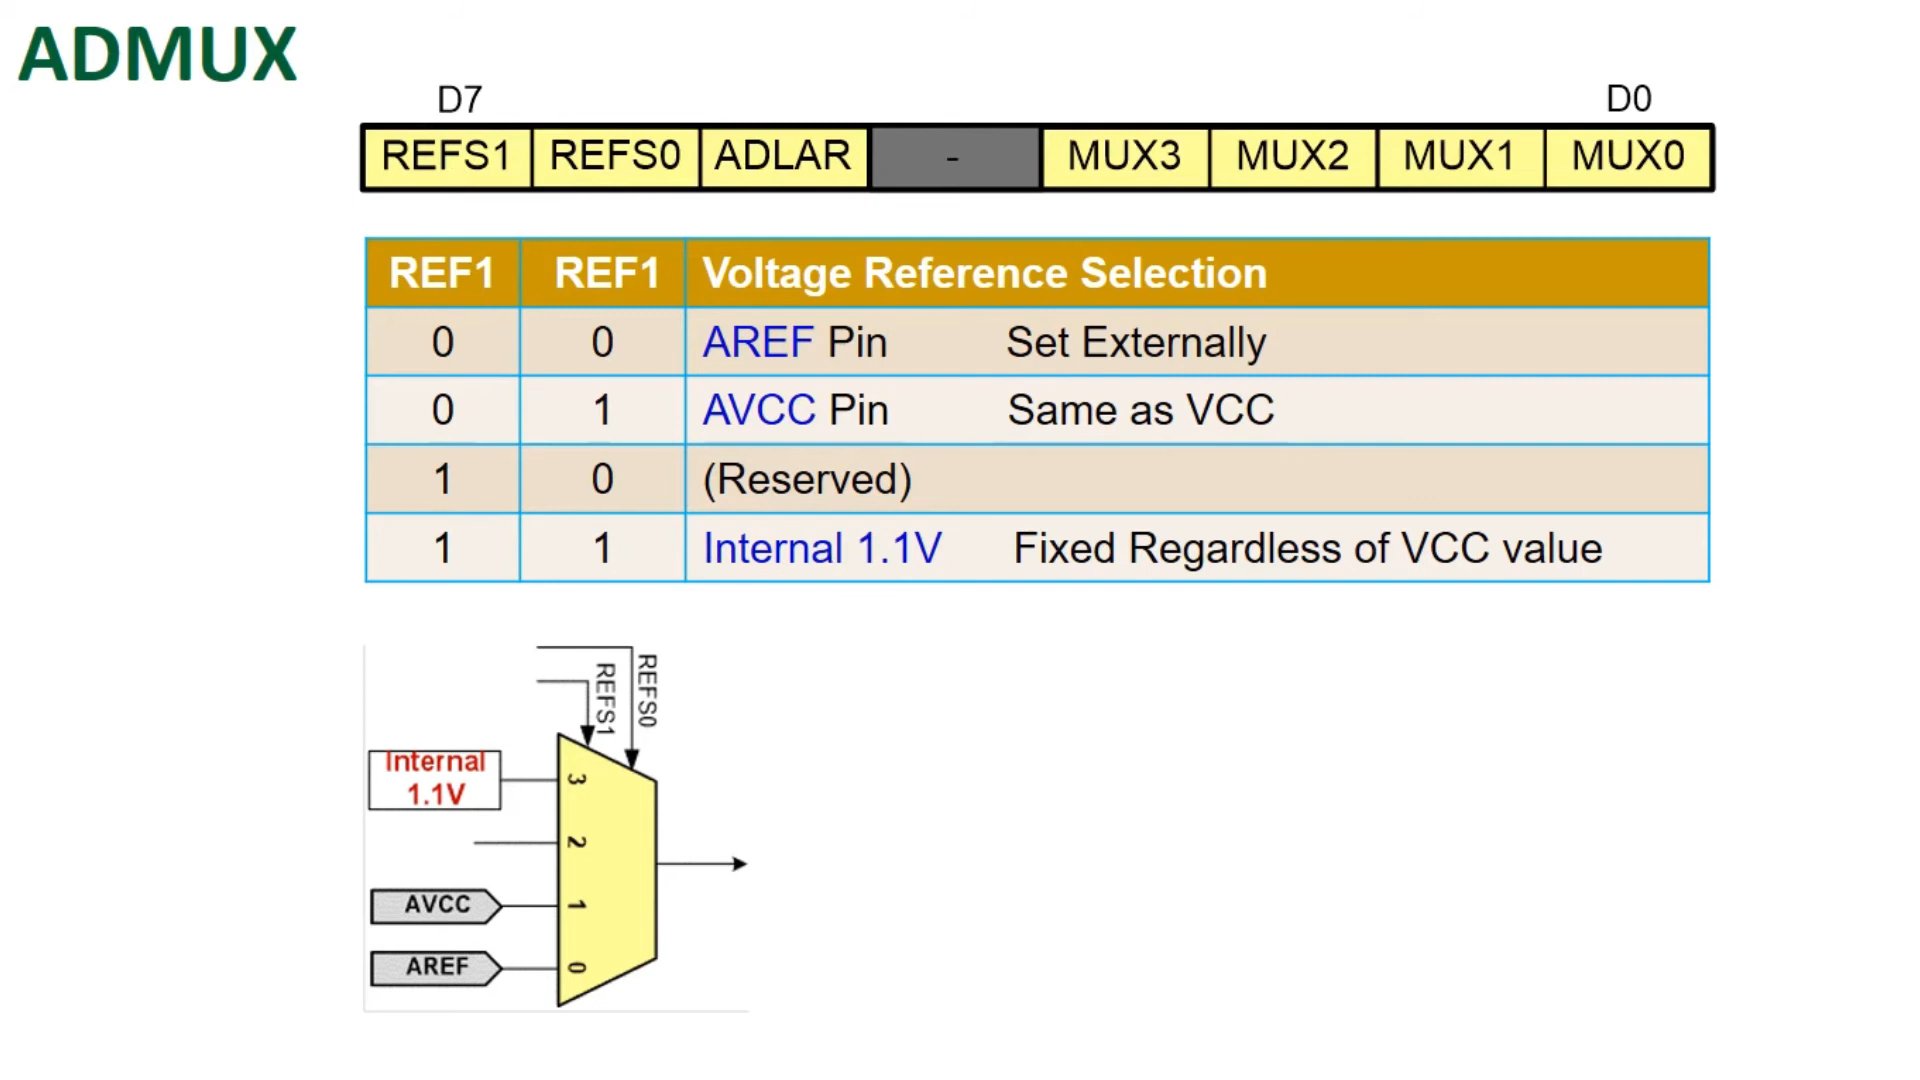 ADMUX
D7 D0
REFS1 REFS0 ADLAR - MUX3 MUX2 MUX1 MUX0
REF1 REF1 Voltage Reference Selection
0 0 AREF Pin Set Externally
0 1 AVCC Pin Same as VCC
1 0 (Reserved)
1 1 Internal 1.1V Fixed Regardless of VCC value
REFS1 REFS0
Internal
1.1V
3
2
AVCC 1
AREF 0